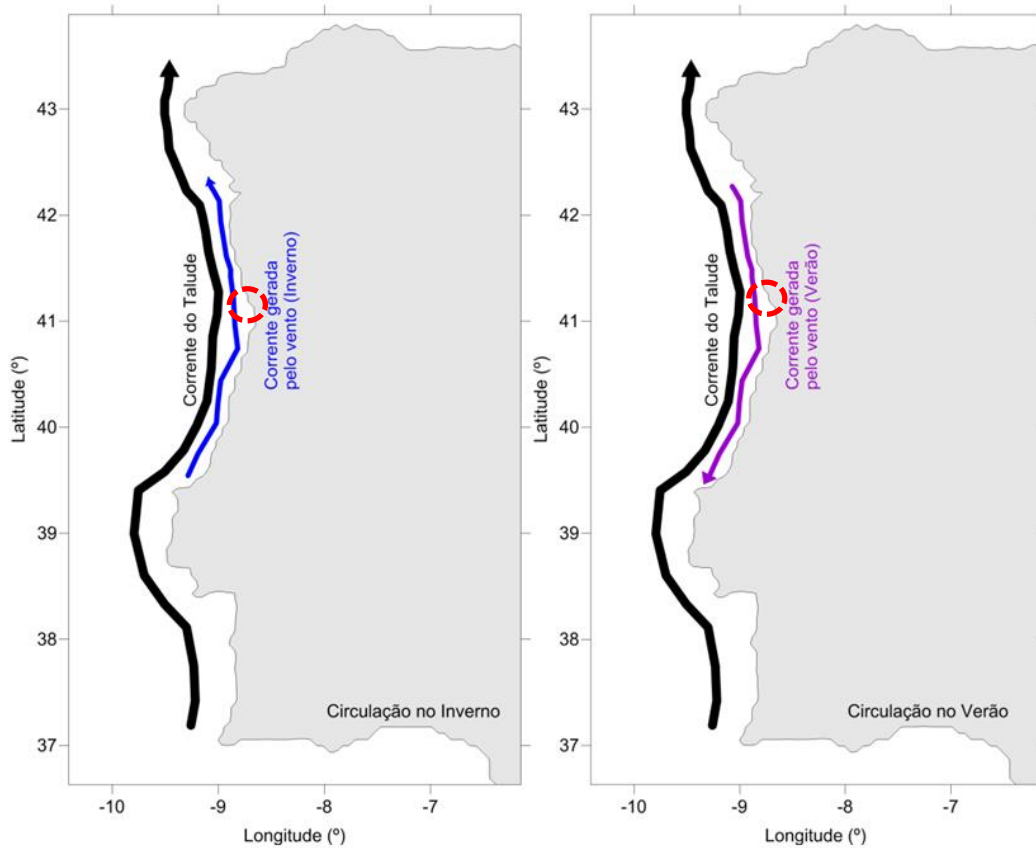 43
42
41
40
39
38
37
Latitude (º)
-10
-9
-8
-7
Longitude (º)
Corrente do Talude
Corrente gerada
pelo vento (Inverno)
Circulação no Inverno
43
42
41
40
39
38
37
Latitude (º)
-10
-9
-8
-7
Longitude (º)
Corrente do Talude
Corrente gerada
pelo vento (Verão)
Circulação no Verão